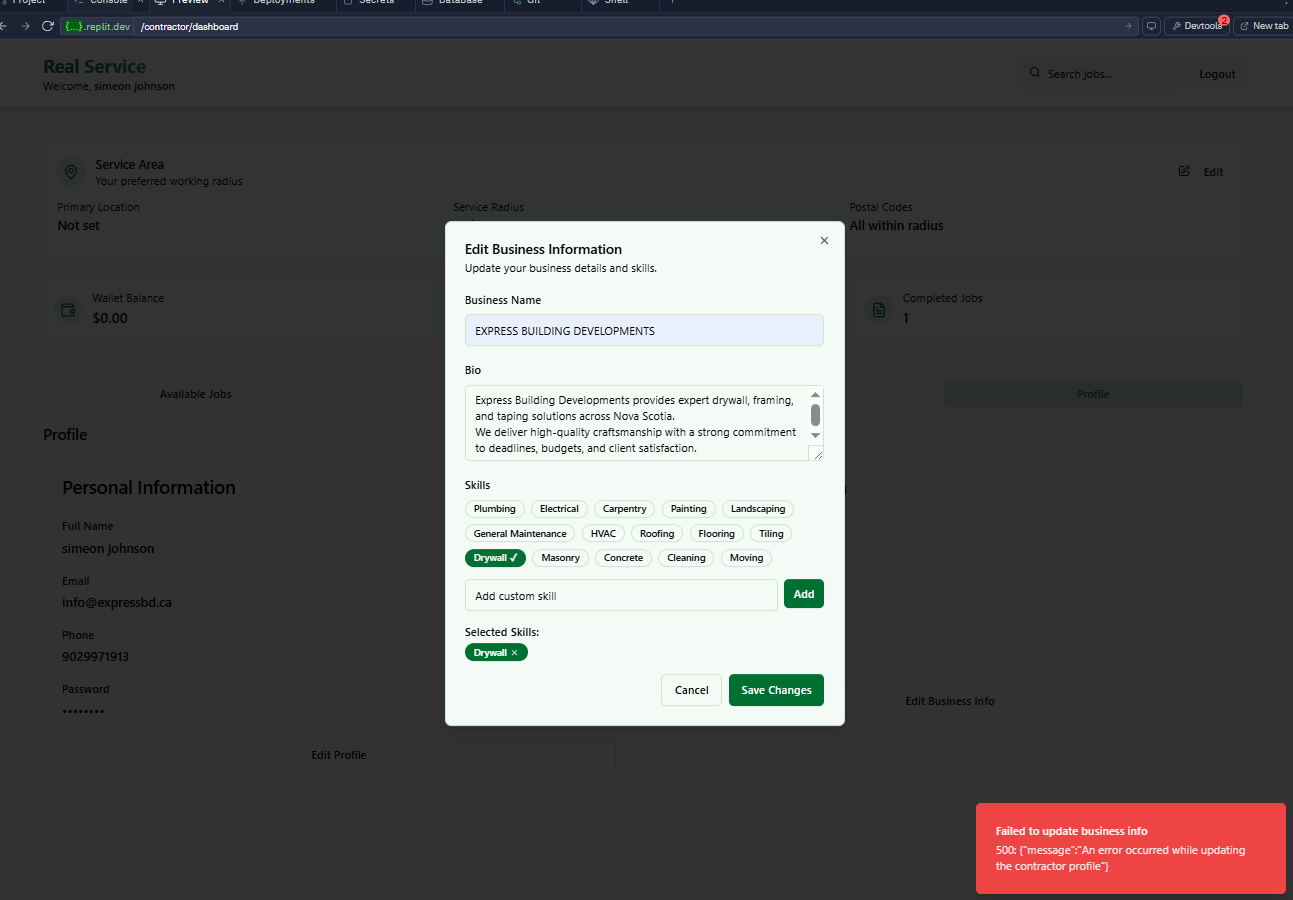 Project
Console
Preview
Deployments
Secrets
Database
Git
Shell
{...}.replit.dev /contractor/dashboard
Devtools
2
New tab
Real Service
Welcome, simeon johnson
Search jobs...
Logout
Service Area
Your preferred working radius
Edit
Primary Location
Service Radius
Postal Codes
Not set
All within radius
Wallet Balance
$0.00
Completed Jobs
1
Available Jobs
Profile
Profile
Personal Information
Full Name
simeon johnson
Email
info@expressbd.ca
Phone
9029971913
Password
••••••••
Edit Profile
Edit Business Info
Edit Business Information
Update your business details and skills.
Business Name
EXPRESS BUILDING DEVELOPMENTS
Bio
Express Building Developments provides expert drywall, framing,
and taping solutions across Nova Scotia.
We deliver high-quality craftsmanship with a strong commitment
to deadlines, budgets, and client satisfaction.
Skills
Plumbing Electrical Carpentry Painting Landscaping
General Maintenance HVAC Roofing Flooring Tiling
Drywall ✓ Masonry Concrete Cleaning Moving
Add custom skill
Add
Selected Skills:
Drywall ×
Cancel
Save Changes
Failed to update business info
500: {"message":"An error occurred while updating
the contractor profile"}